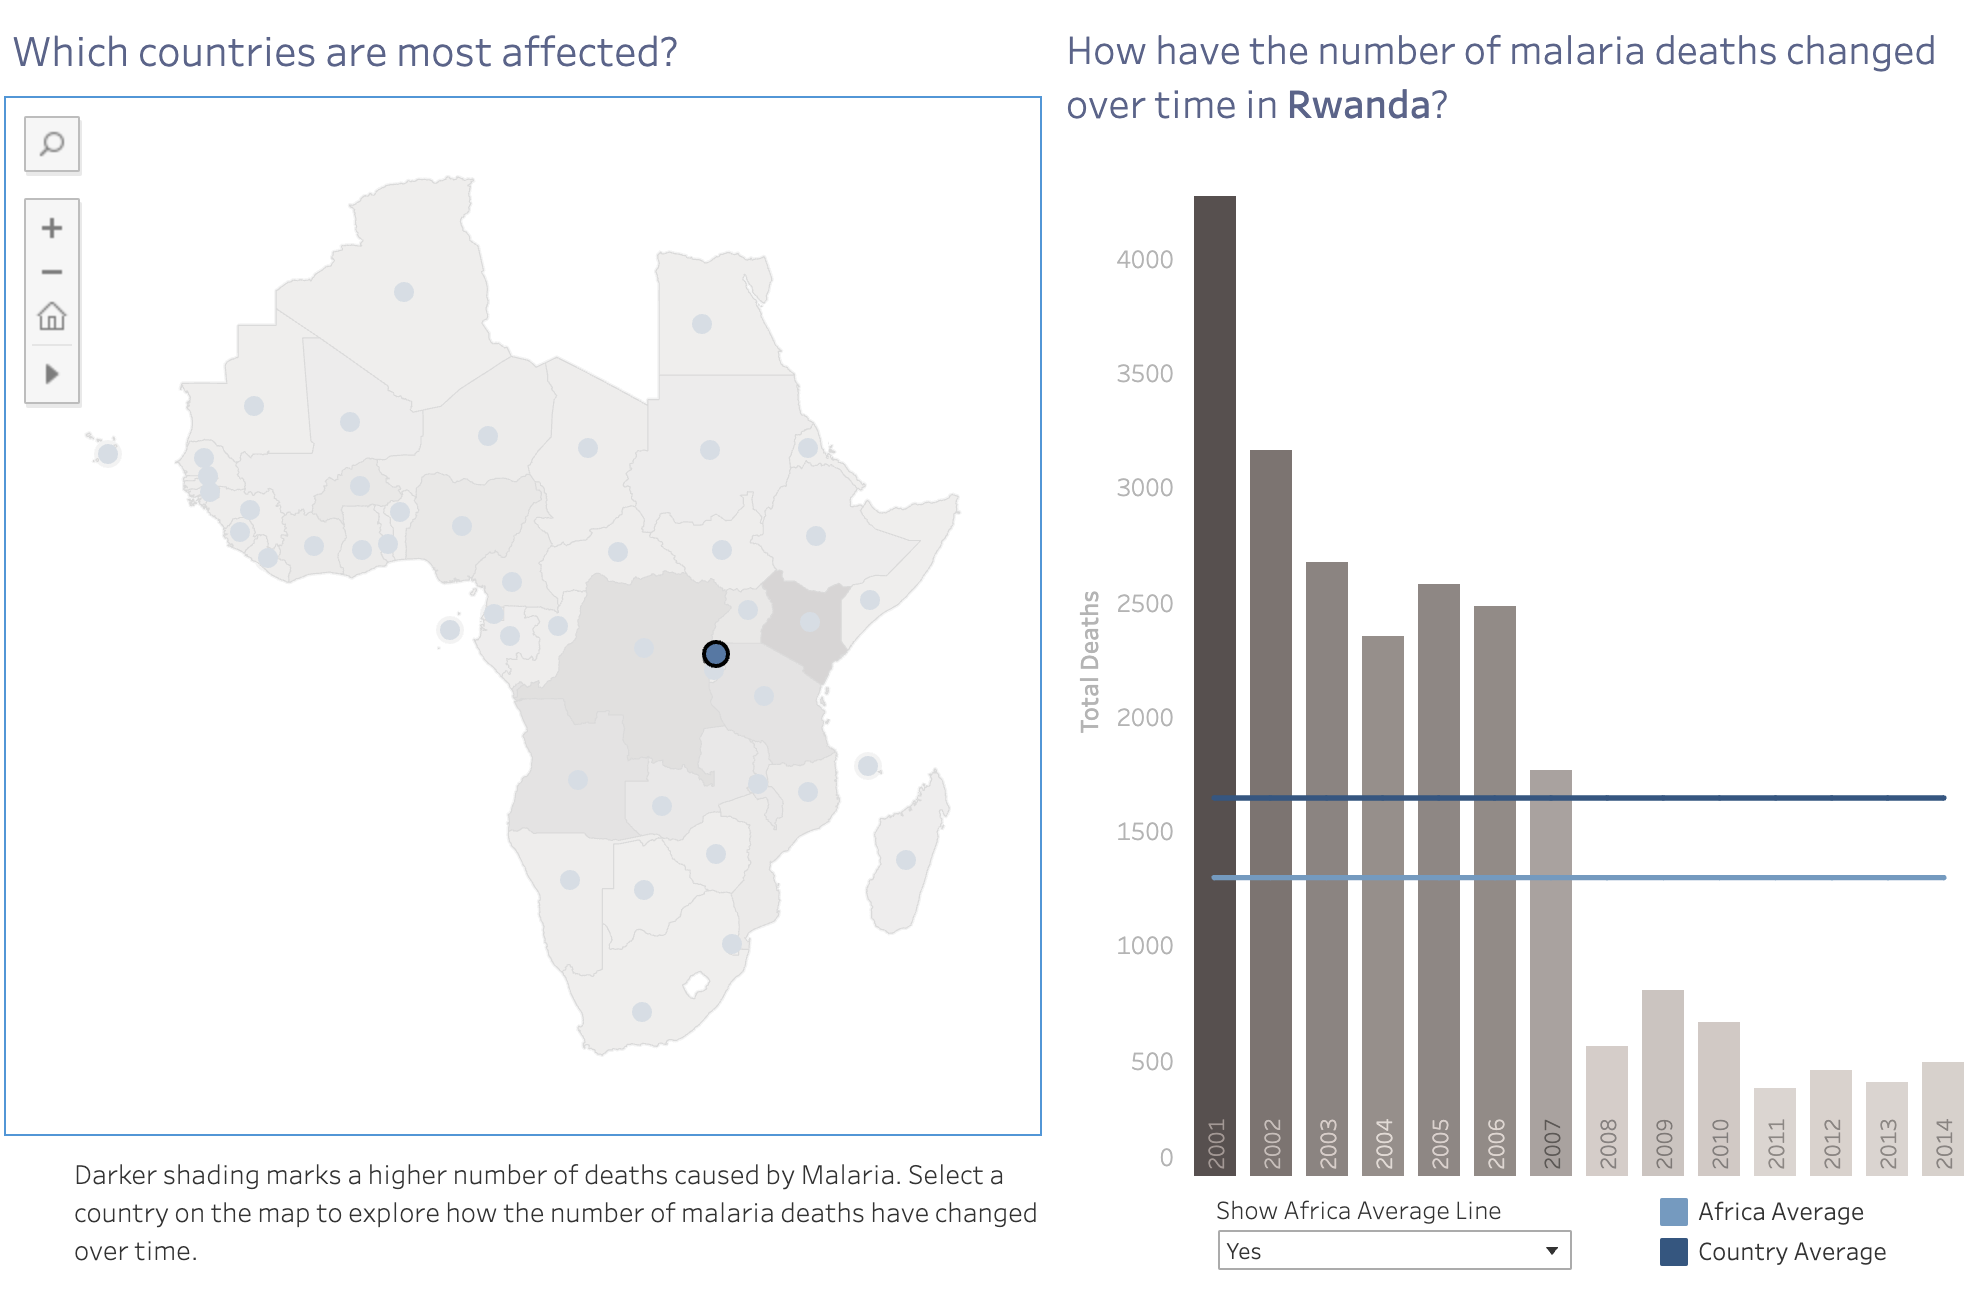 Which countries are most affected?
Darker shading marks a higher number of deaths caused by Malaria. Select a
country on the map to explore how the number of malaria deaths have changed
over time.
How have the number of malaria deaths changed
over time in Rwanda?
Total Deaths
4000
3500
3000
2500
2000
1500
1000
500
0
2001
2002
2003
2004
2005
2006
2007
2008
2009
2010
2011
2012
2013
2014
Show Africa Average Line
Yes
Africa Average
Country Average